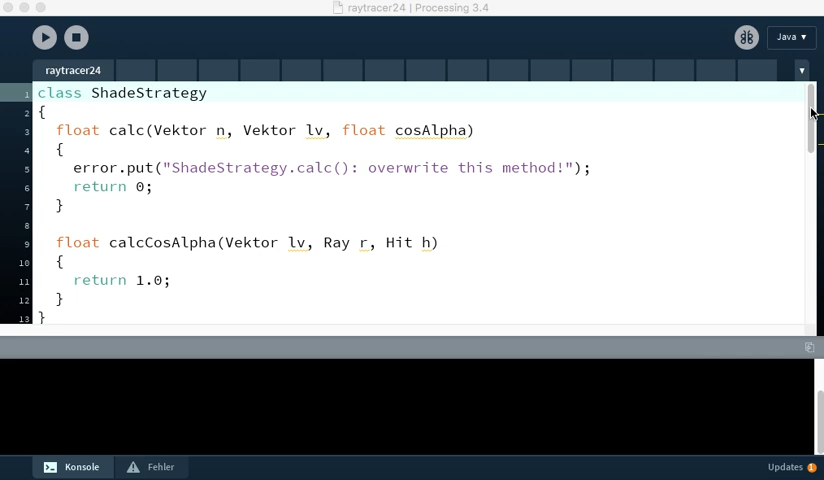 raytracer24 | Processing 3.4
Java ▾
raytracer24 ▾
1 class ShadeStrategy
2 {
3 float calc(Vektor n, Vektor lv, float cosAlpha)
4 {
5 error.put("ShadeStrategy.calc(): overwrite this method!");
6 return 0;
7 }
8
9 float calcCosAlpha(Vektor lv, Ray r, Hit h)
10 {
11 return 1.0;
12 }
13 }
Konsole Fehler Updates 1